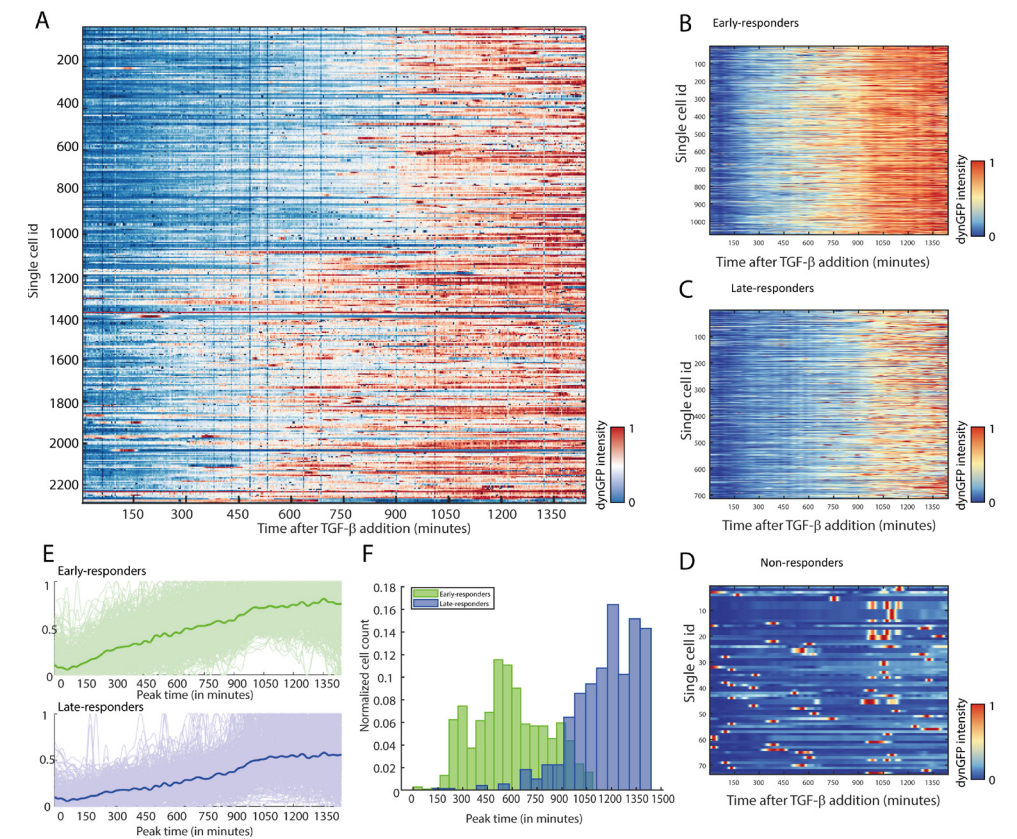 A
200
400
600
800
1000
1200
1400
1600
1800
2000
2200
Single cell id
150 300 450 600 750 900 1050 1200 1350
Time after TGF-β addition (minutes)
dynGFP intensity
1
0
B
Early-responders
100
200
300
400
500
600
700
800
900
1000
Single cell id
150 300 450 600 750 900 1050 1200 1350
Time after TGF-β addition (minutes)
dynGFP intensity
1
0
C
Late-responders
100
200
300
400
500
600
700
Single cell id
150 300 450 600 750 900 1050 1200 1350
Time after TGF-β addition (minutes)
dynGFP intensity
1
0
D
Non-responders
10
20
30
40
50
60
70
Single cell id
150 300 450 600 750 900 1050 1200 1350
Time after TGF-β addition (minutes)
dynGFP intensity
1
0
E
Early-responders
1
0.5
0
0 150 300 450 600 750 900 1050 1200 1350
Peak time (in minutes)
Late-responders
1
0.5
0
0 150 300 450 600 750 900 1050 1200 1350
Peak time (in minutes)
F
0.18
0.16
0.14
0.12
0.1
0.08
0.06
0.04
0.02
0
Normalized cell count
Early-responders
Late-responders
0 150 300 450 600 750 900 1050 1200 1350 1500
Peak time (in minutes)